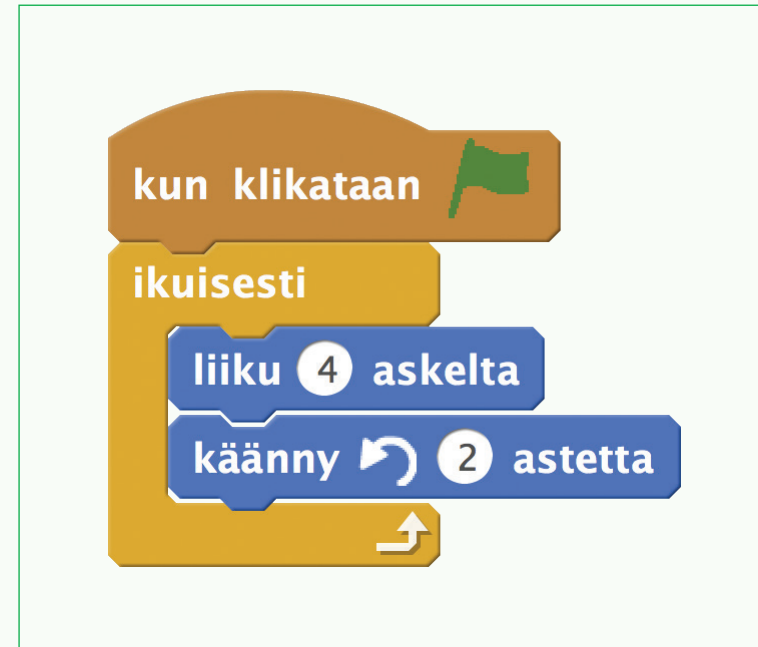 kun klikataan
ikuisesti
liiku 4 askelta
käänny 2 astetta